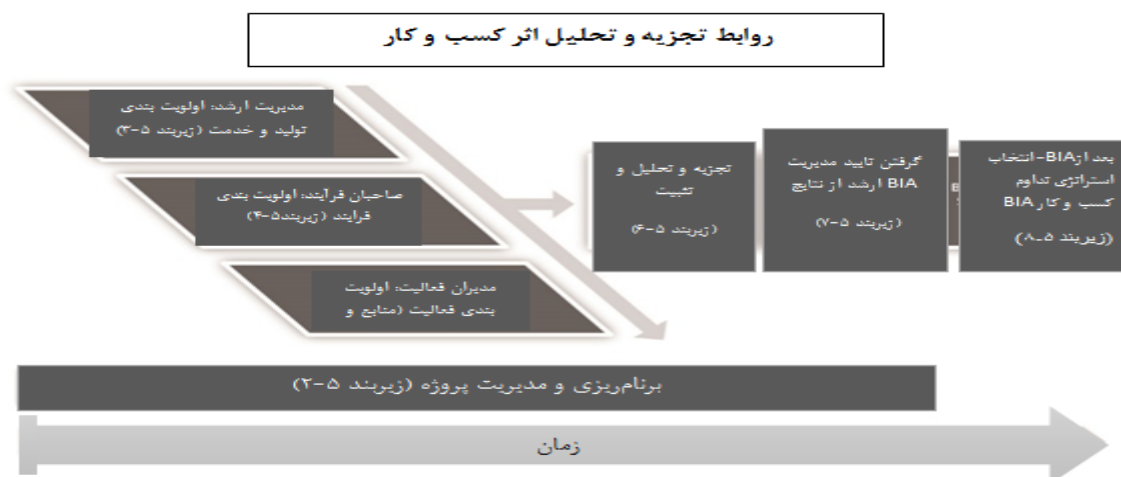 روابط تجزیه و تحلیل اثر کسب و کار
مدیریت ارشد: اولویت بندی
تولید و خدمت (زیربند ۵-۳)
صاحبان فرآیند: اولویت بندی
فرایند (زیربند۵-۴)
مدیران فعالیت: اولویت
بندی فعالیت (منابع و
تجزیه و تحلیل و
تثبیت
(زیربند ۵-۶)
گرفتن تایید مدیریت
ارشد از نتایج BIA
(زیربند ۵-۷)
بعد ازBIA-انتخاب
استراتژی تداوم
کسب و کار BIA
(زیربند ۵-۸)
برنام‌ریزی و مدیریت پروژه (زیربند ۵-۲)
زمان